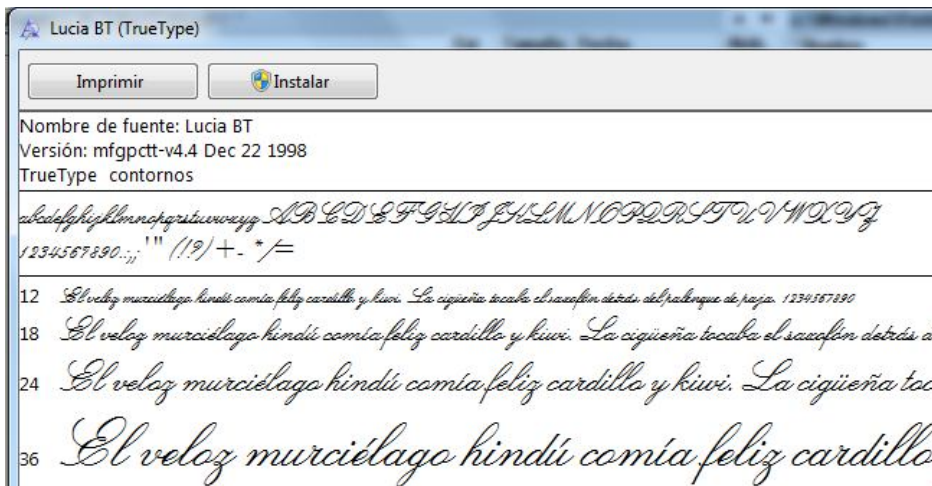 Lucia BT (TrueType)
Imprimir Instalar
Nombre de fuente: Lucia BT
Versión: mfgpctt-v4.4 Dec 22 1998
TrueType contornos
abcdefghijklmnopqrstuvwxyz ABCDEFGHIJKLMNOPQRSTUVWXYZ
1234567890.:,; ' " (!?) + - * / =
12 El veloz murciélago hindú comía feliz cardillo y kiwi. La cigüeña tocaba el saxofón detrás del palenque de paja. 1234567890
18 El veloz murciélago hindú comía feliz cardillo y kiwi. La cigüeña tocaba el saxofón detrás d
24 El veloz murciélago hindú comía feliz cardillo y kiwi. La cigüeña toc
36 El veloz murciélago hindú comía feliz cardillo